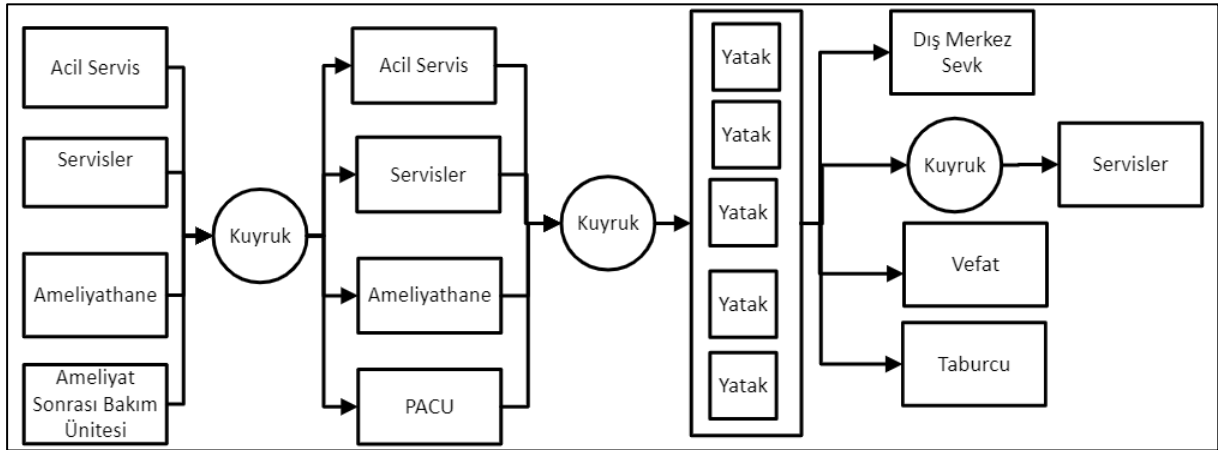 Acil Servis
Servisler
Ameliyathane
Ameliyat
Sonrası Bakım
Ünitesi
Kuyruk
Acil Servis
Servisler
Ameliyathane
PACU
Kuyruk
Yatak
Yatak
Yatak
Yatak
Yatak
Dış Merkez
Sevk
Kuyruk
Servisler
Vefat
Taburcu